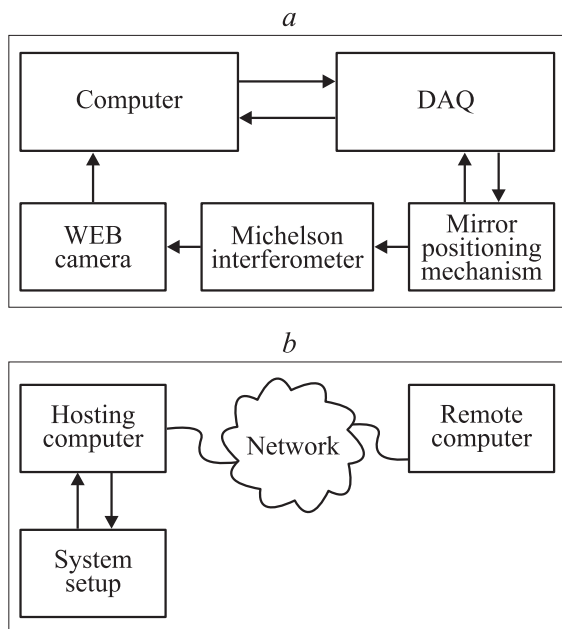 a
Computer
DAQ
WEB
camera
Michelson
interferometer
Mirror
positioning
mechanism
b
Hosting
computer
Network
Remote
computer
System
setup